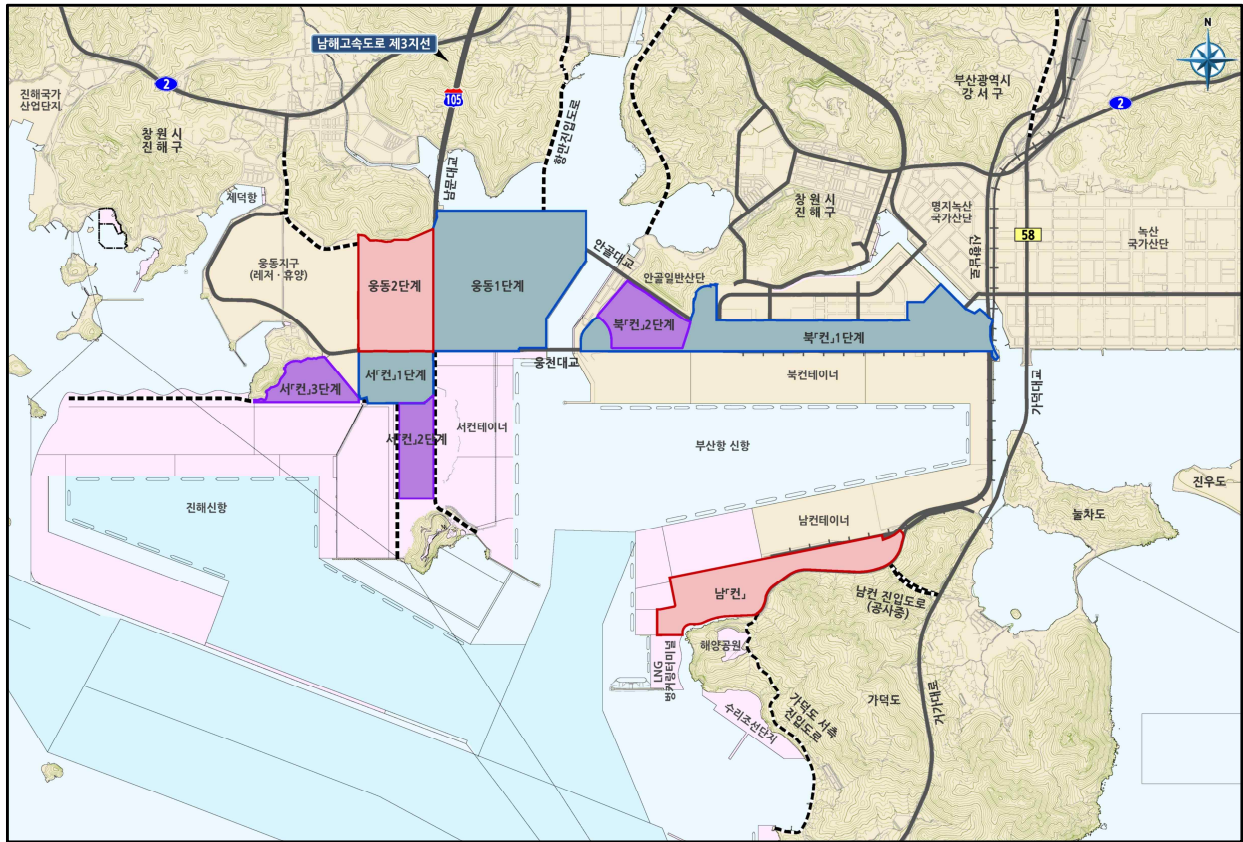 남해고속도로 제3지선
N
2
105
진해국가
산업단지
창 원 시
진 해 구
항만진입도로
부산광역시
강 서 구
2
제덕항
남문대교
창 원 시
진 해 구
명지녹산
국가산단
58
녹산
국가산단
웅동지구
(레저 · 휴양)
웅동2단계
웅동1단계
안골대교
안골일반산단
북「컨」2단계
북「컨」1단계
웅천대교
서「컨」1단계
서「컨」3단계
북컨테이너
가덕대교
서「컨」2단계
서컨테이너
부산항 신항
진해신항
진우도
눌차도
남컨테이너
남「컨」
남컨 진입도로
(공사중)
해양공원
LNG
벙커링터미널
가덕도 서측
진입도로
수리조선단지
가덕도
거가대로